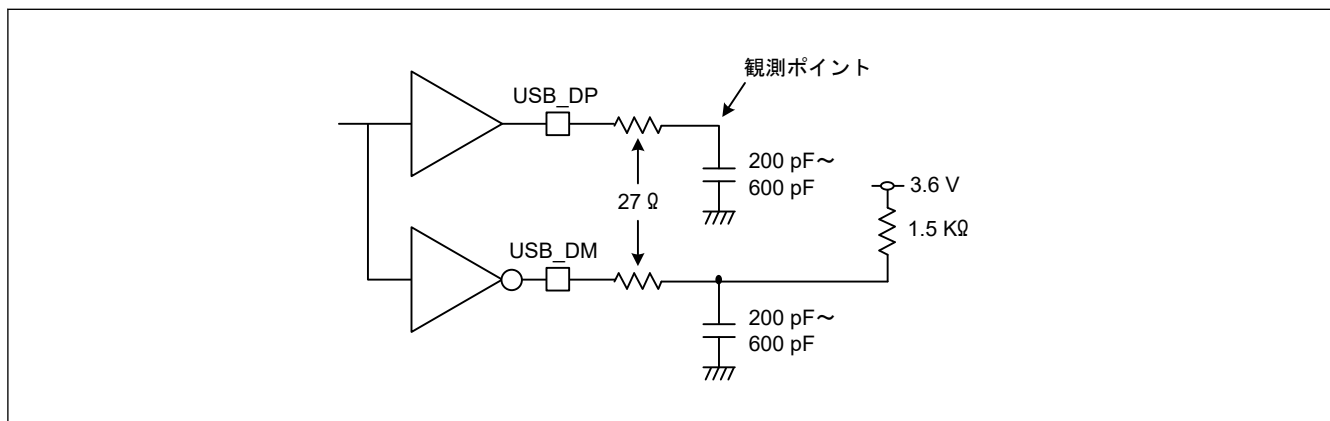 観測ポイント
USB_DP
200 pF～
600 pF
3.6 V
27 Ω
1.5 KΩ
USB_DM
200 pF～
600 pF